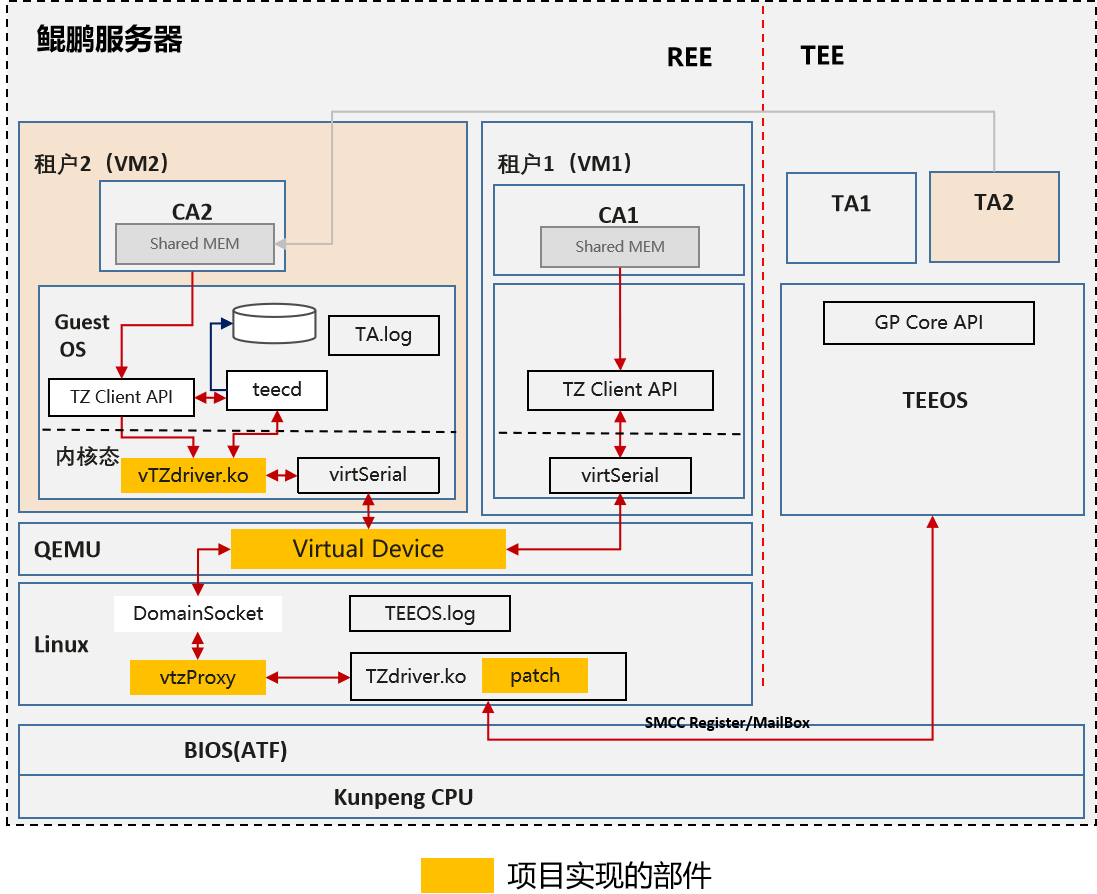 鲲鹏服务器
REE
TEE
租户2（VM2）
CA2
Shared MEM
Guest
OS
TA.log
TZ Client API
teecd
内核态
vTZdriver.ko
virtSerial
租户1（VM1）
CA1
Shared MEM
TZ Client API
virtSerial
TA1
TA2
GP Core API
TEEOS
QEMU
Virtual Device
DomainSocket
TEEOS.log
Linux
vtzProxy
TZdriver.ko
patch
SMCC Register/MailBox
BIOS(ATF)
Kunpeng CPU
项目实现的部件